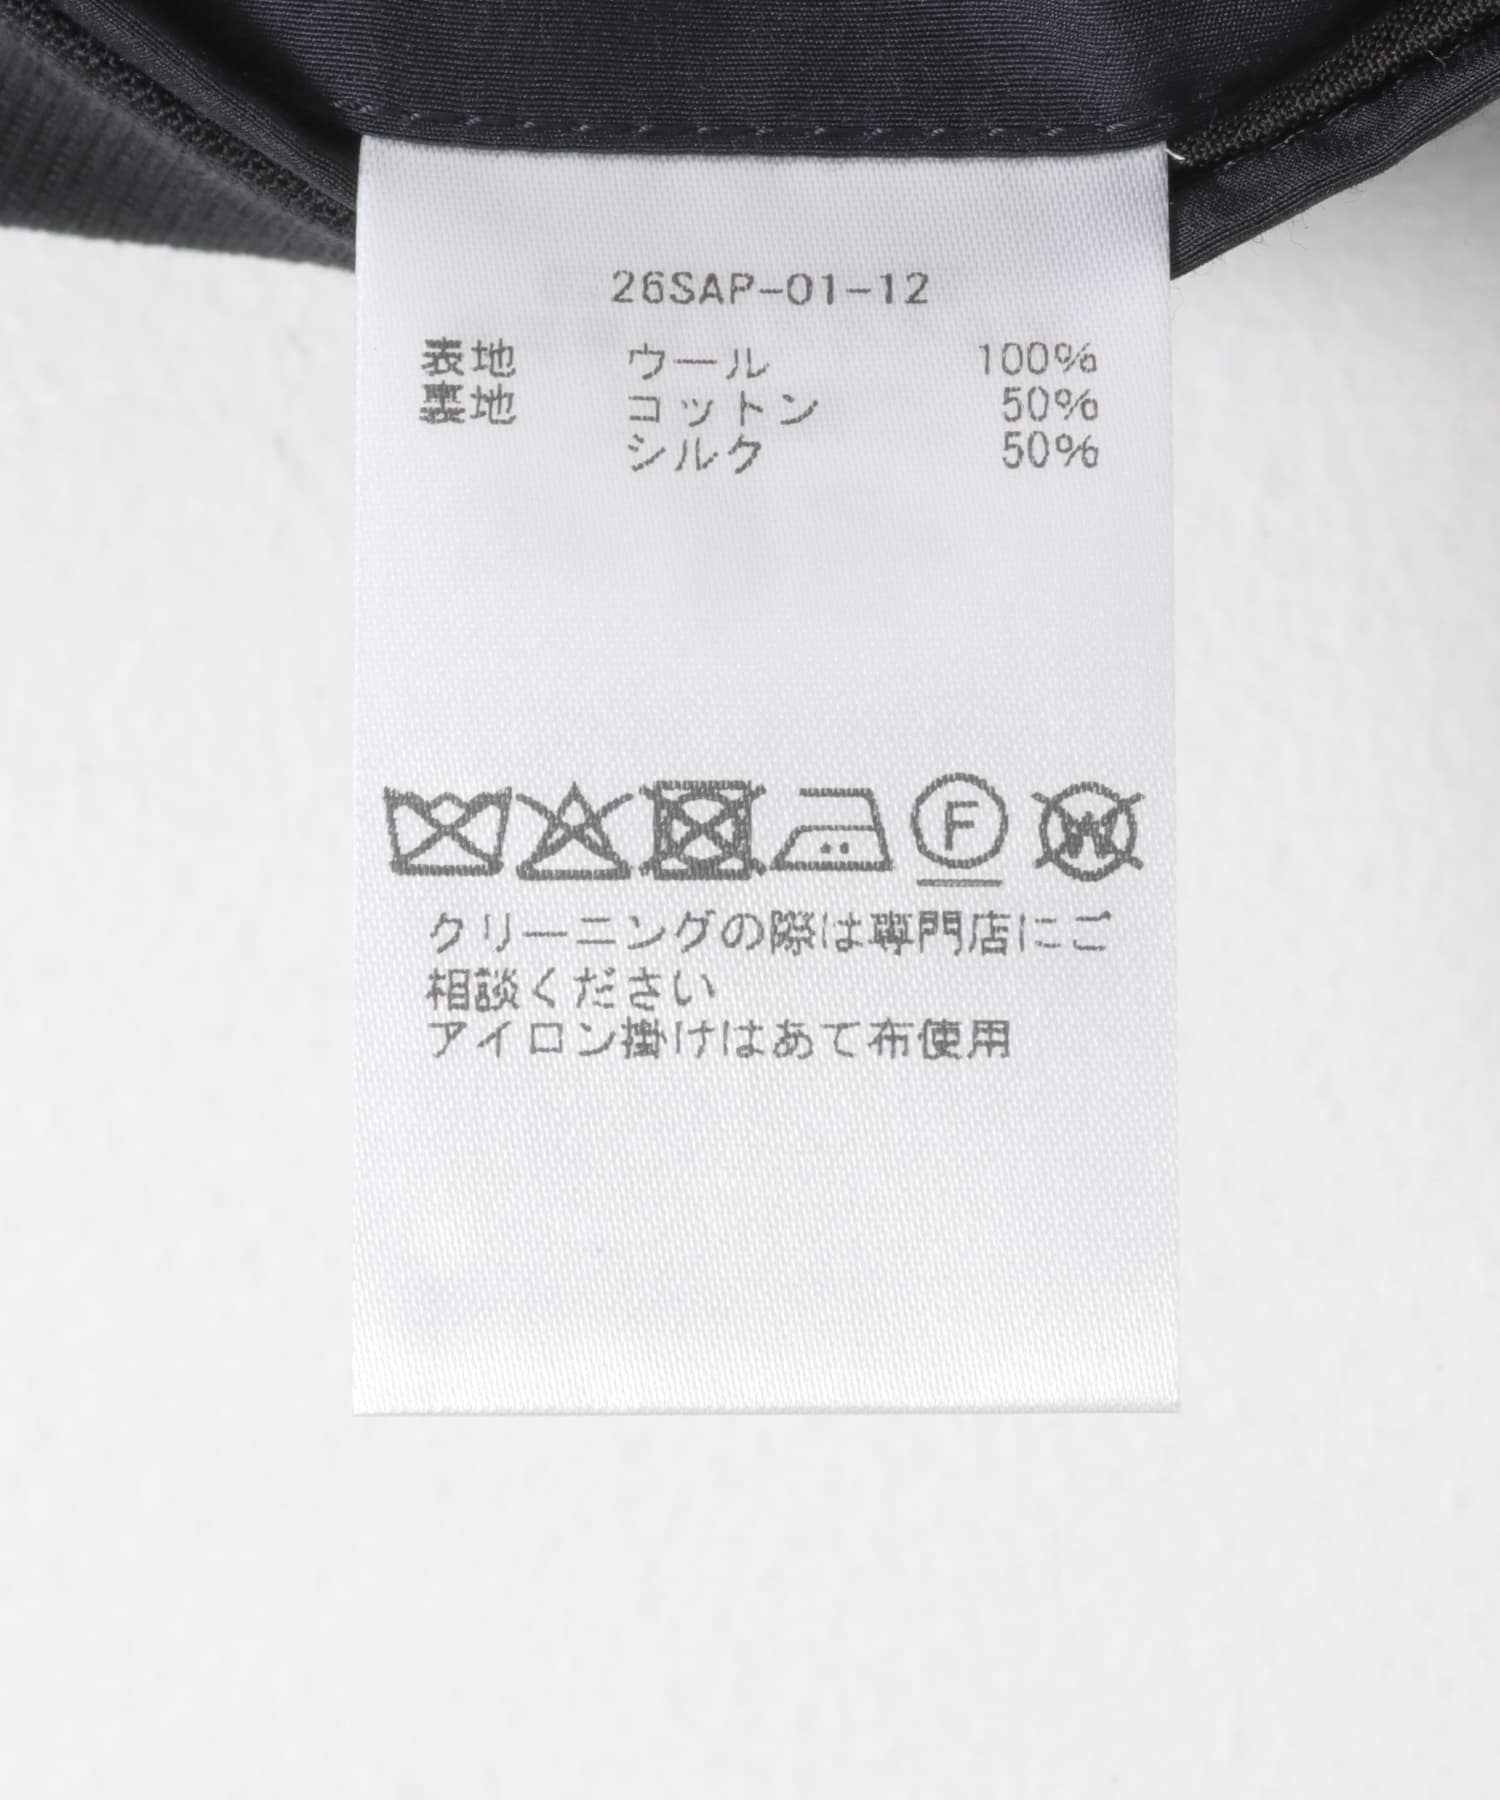 26SAP-01-12
表地 ウール 100%
裏地 コットン 50%
シルク 50%
F W
クリーニングの際は専門店にご
相談ください
アイロン掛けはあて布使用